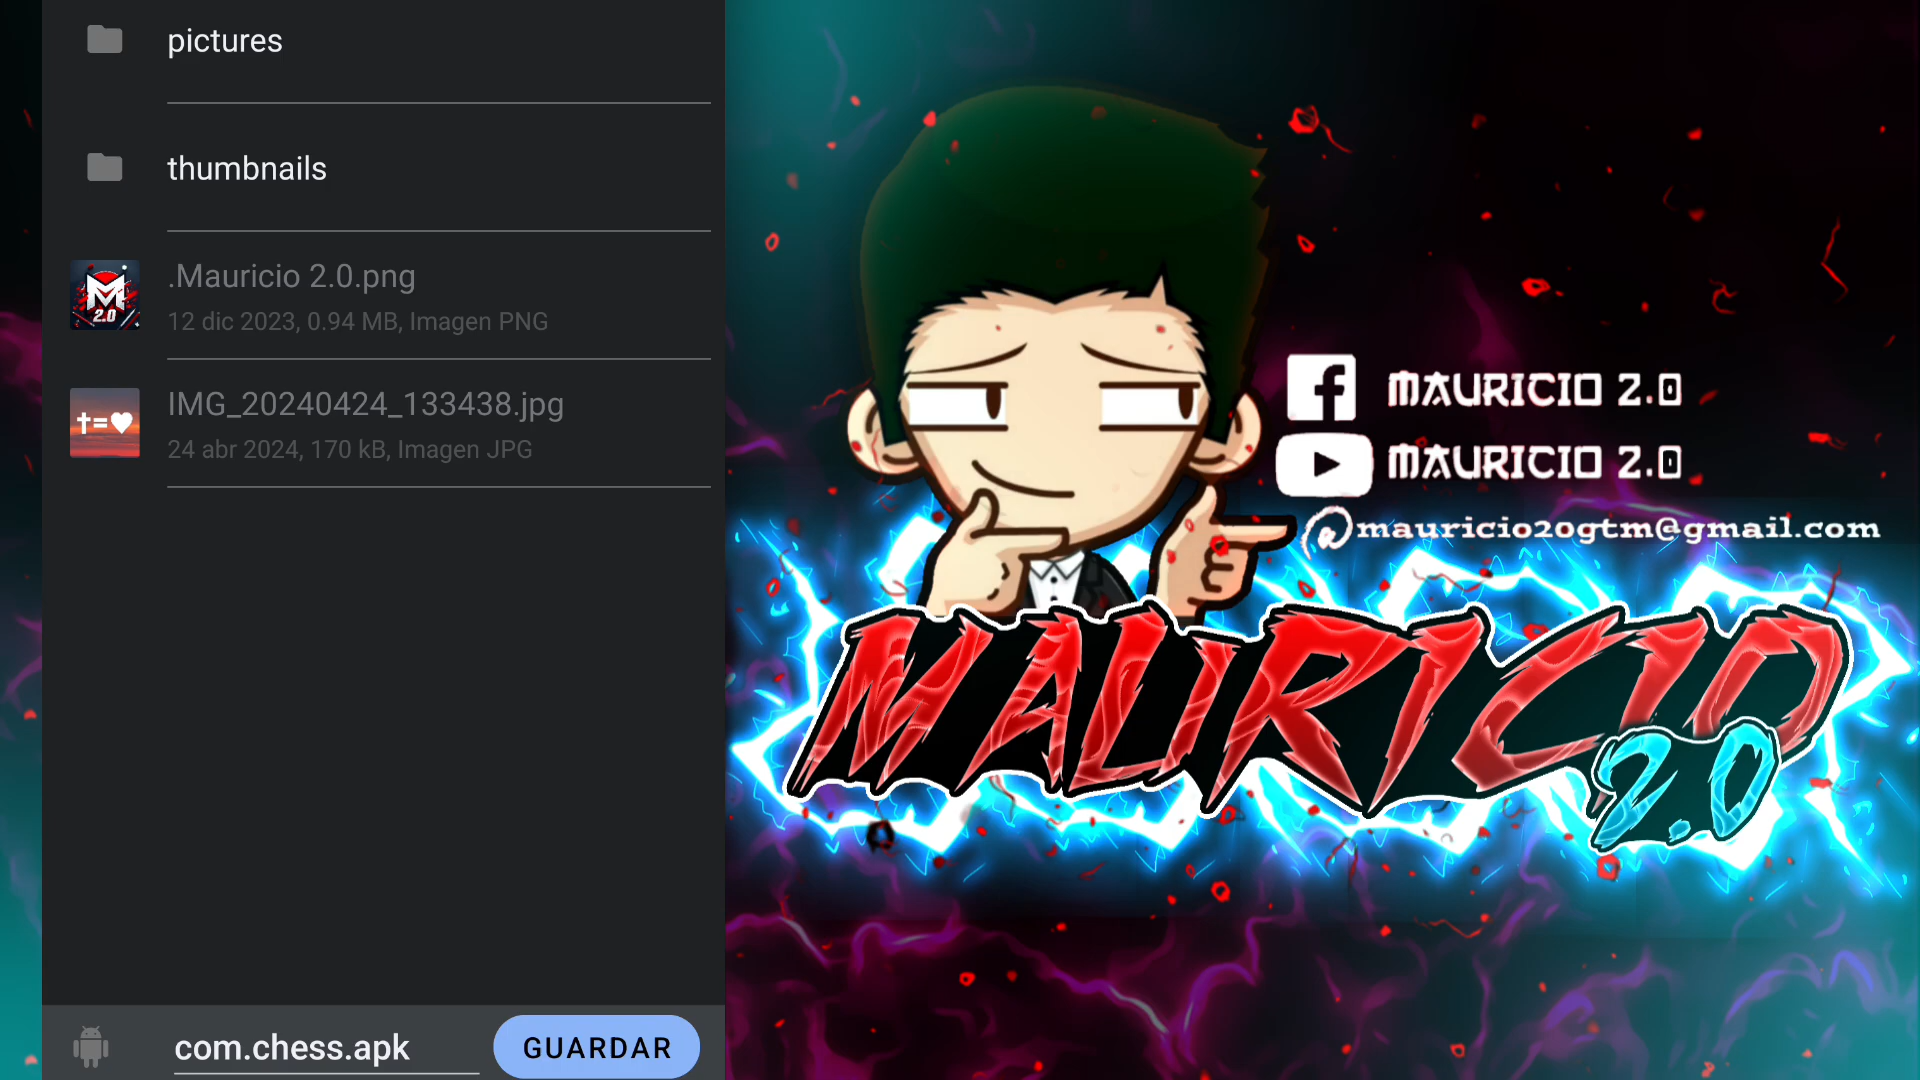 pictures
thumbnails
.Mauricio 2.0.png
12 dic 2023, 0.94 MB, Imagen PNG
IMG_20240424_133438.jpg
24 abr 2024, 170 kB, Imagen JPG
com.chess.apk
GUARDAR
M
2.0
†=♥
f MAURICIO 2.0
MAURICIO 2.0
@mauricio20gtm@gmail.com
MAURICIO
2.0